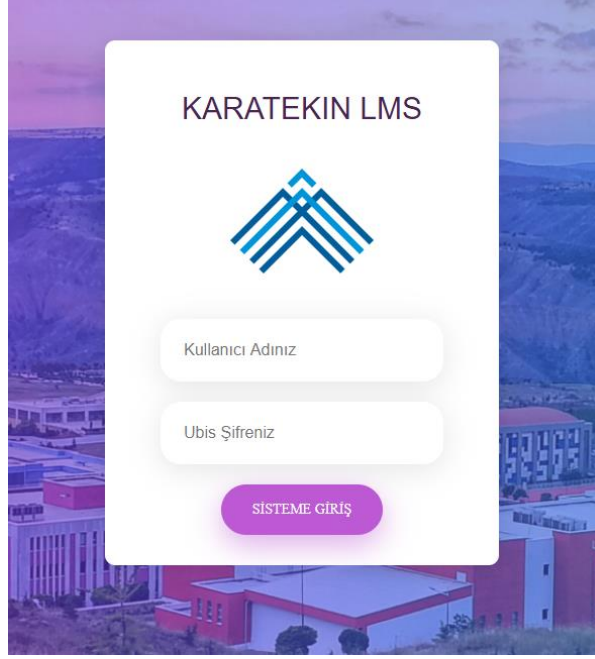 KARATEKIN LMS
Kullanıcı Adınız
Ubis Şifreniz
SİSTEME GİRİŞ